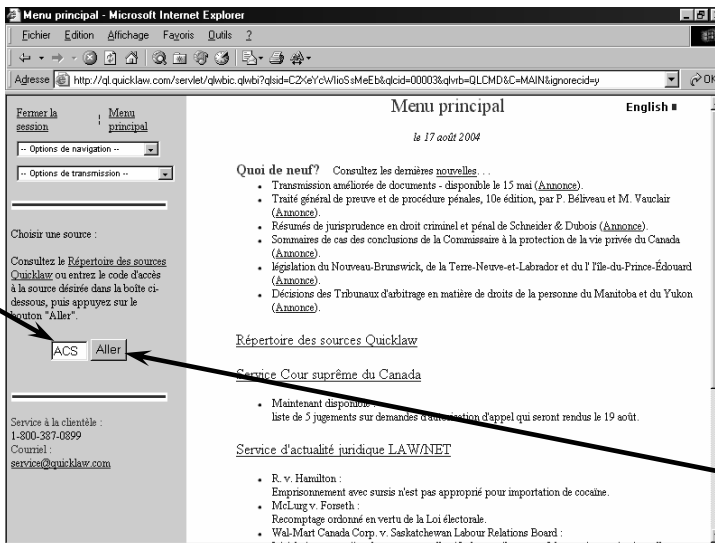 Menu principal - Microsoft Internet Explorer
Fichier Edition Affichage Favoris Outils ?
Adresse http://ql.quicklaw.com/servlet/qlwbic.qlwbi?qlsid=C2XeYcWIioSsMeEb&qlcid=00003&qlvrb=QLCMD&C=MAIN&ignorecid=y OK
Fermer la session
Menu principal
-- Options de navigation --
-- Options de transmission --
Choisir une source :
Consultez le Répertoire des sources
Quicklaw ou entrez le code d'accès
à la source désirée dans la boîte ci-
dessous, puis appuyez sur le
bouton "Aller".
ACS Aller
Service à la clientèle :
1-800-387-0899
Courriel :
service@quicklaw.com
Menu principal
English
le 17 août 2004
Quoi de neuf? Consultez les dernières nouvelles. . .
Transmission améliorée de documents - disponible le 15 mai (Annonce).
Traité général de preuve et de procédure pénales, 10e édition, par P. Béliveau et M. Vauclair
(Annonce).
Résumés de jurisprudence en droit criminel et pénal de Schneider & Dubois (Annonce).
Sommaires de cas des conclusions de la Commissaire à la protection de la vie privée du Canada
(Annonce).
législation du Nouveau-Brunswick, de la Terre-Neuve-et-Labrador et du l' l'île-du-Prince-Édouard
(Annonce).
Décisions des Tribunaux d'arbitrage en matière de droits de la personne du Manitoba et du Yukon
(Annonce).
Répertoire des sources Quicklaw
Service Cour suprême du Canada
Maintenant disponible :
liste de 5 jugements sur demandes d'autorisation d'appel qui seront rendus le 19 août.
Service d'actualité juridique LAW/NET
R. v. Hamilton :
Emprisonnement avec sursis n'est pas approprié pour importation de cocaïne.
McLurg v. Forseth :
Recomptage ordonné en vertu de la Loi électorale.
Wal-Mart Canada Corp. v. Saskatchewan Labour Relations Board :